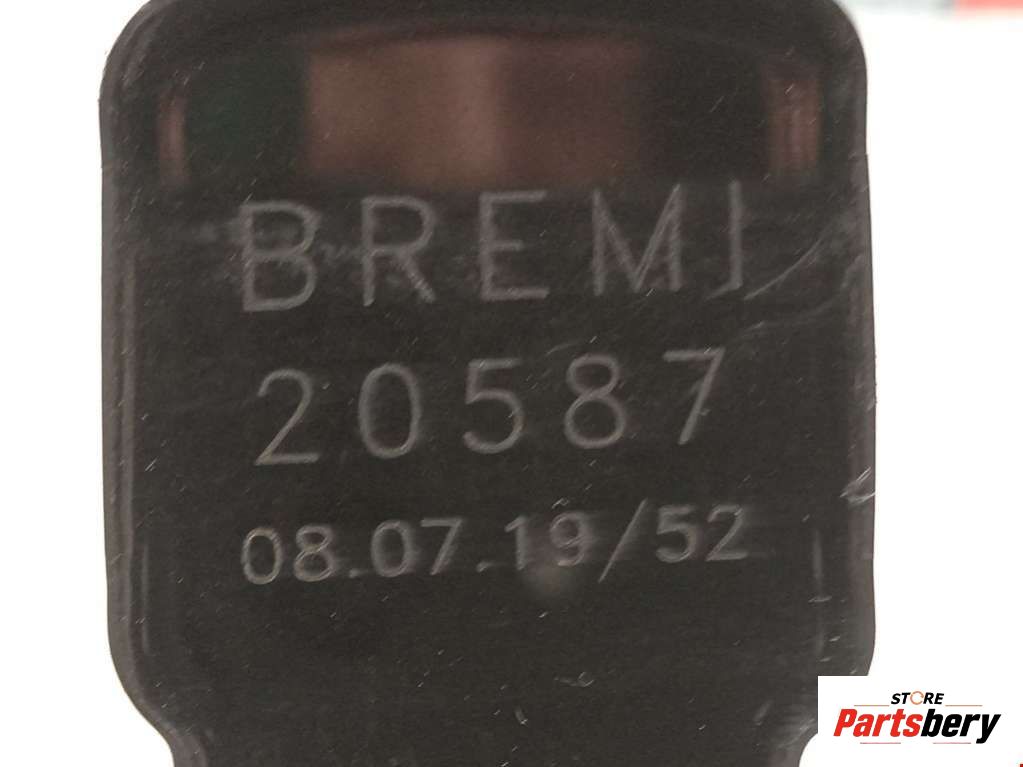 BREMI
20587
08.07.19/52
STORE
Partsbery